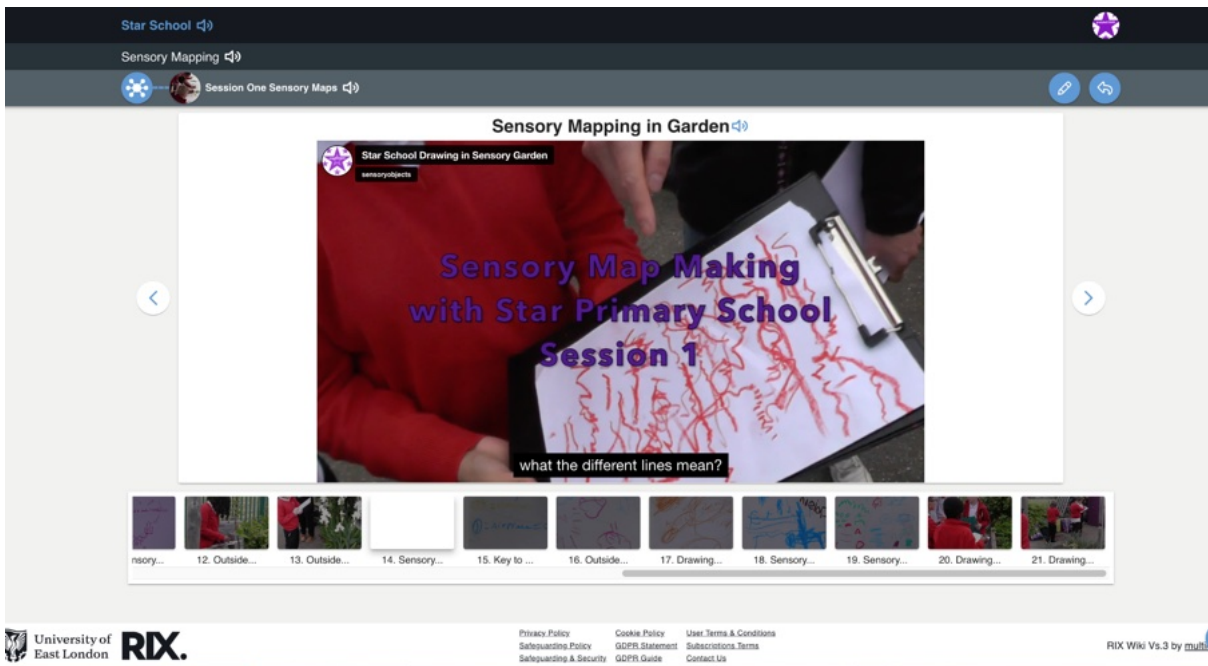 Star School
Sensory Mapping
Session One Sensory Maps
Sensory Mapping in Garden
Star School Drawing in Sensory Garden
sensoryobjects
Sensory Map Making
with Star Primary School
Session 1
what the different lines mean?
nsory...
12. Outside...
13. Outside...
14. Sensory...
15. Key to ...
16. Outside...
17. Drawing...
18. Sensory...
19. Sensory...
20. Drawing...
21. Drawing...
University of
East London
RIX.
Privacy Policy
Safeguarding Policy
Safeguarding & Security
Cookie Policy
GDPR Statement
GDPR Guide
User Terms & Conditions
Subscriptions Terms
Contact Us
RIX Wiki Vs.3 by multi